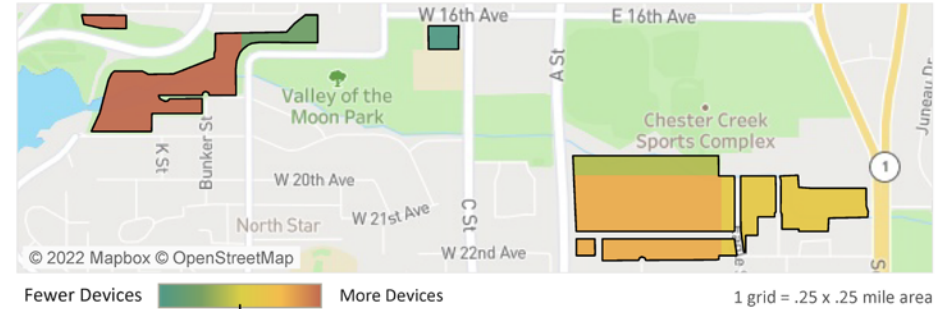 W 16th Ave
E 16th Ave
A St
Juneau Dr
Valley of the
Moon Park
Chester Creek
Sports Complex
K St
Bunker St
1
W 20th Ave
C St
W 21st Ave
North Star
W 22nd Ave
© 2022 Mapbox © OpenStreetMap
Fewer Devices
More Devices
1 grid = .25 x .25 mile area